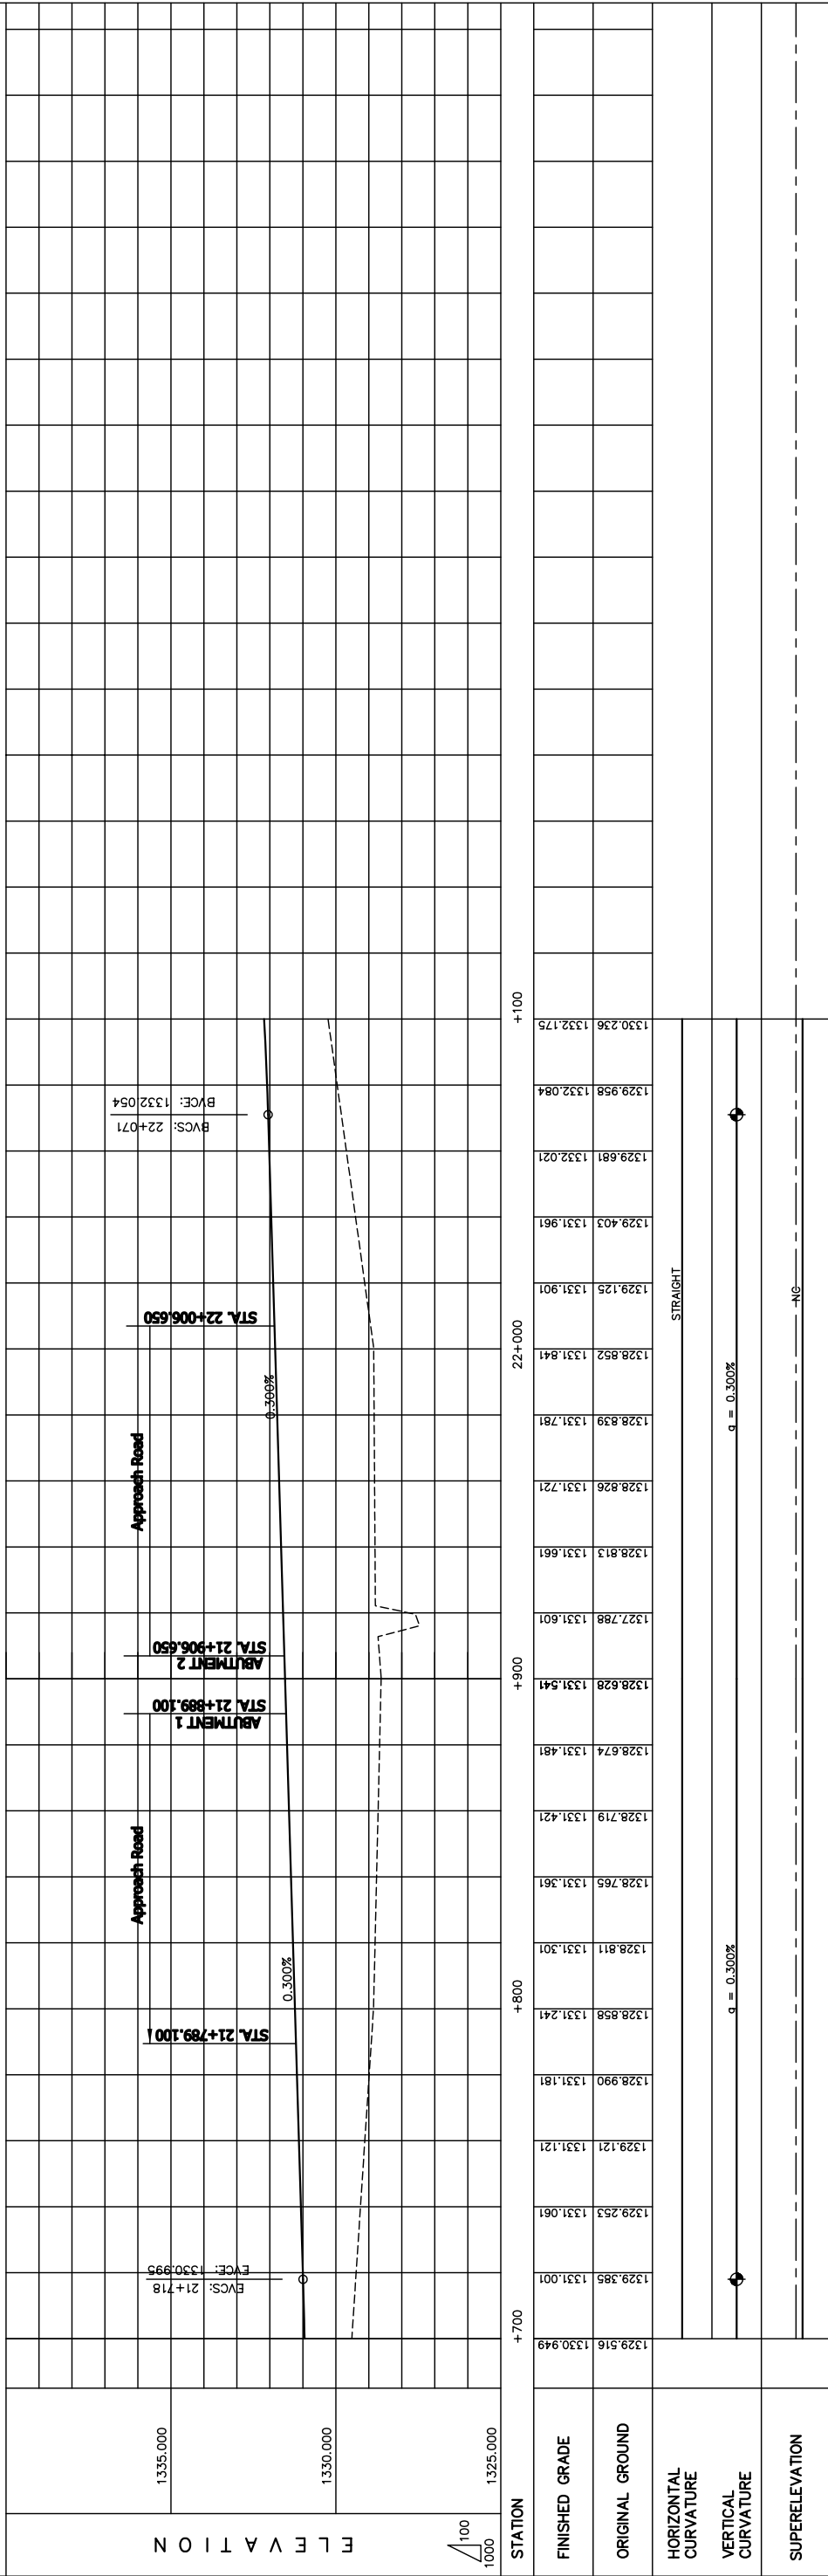 ELEVATION
1335.000
1330.000
1325.000
100
1000
EVCS: 21+718
EVCE: 1330.995
STA. 21+789.100
Approach Road
0.300%
ABUTMENT 1
STA. 21+889.100
ABUTMENT 2
STA. 21+906.650
Approach Road
0.300%
STA. 22+006.650
BVCS: 22+071
BVCE: 1332.054
STATION
+700
+800
+900
22+000
+100
FINISHED GRADE
1330.949
1331.001
1331.061
1331.121
1331.181
1331.241
1331.301
1331.361
1331.421
1331.481
1331.541
1331.601
1331.661
1331.721
1331.781
1331.841
1331.901
1331.961
1332.021
1332.084
1332.175
ORIGINAL GROUND
1329.516
1329.385
1329.253
1329.121
1328.990
1328.858
1328.811
1328.765
1328.719
1328.674
1328.628
1327.788
1328.813
1328.826
1328.839
1328.852
1329.125
1329.403
1329.681
1329.958
1330.236
HORIZONTAL
CURVATURE
STRAIGHT
VERTICAL
CURVATURE
g = 0.300%
g = 0.300%
SUPERELEVATION
NC